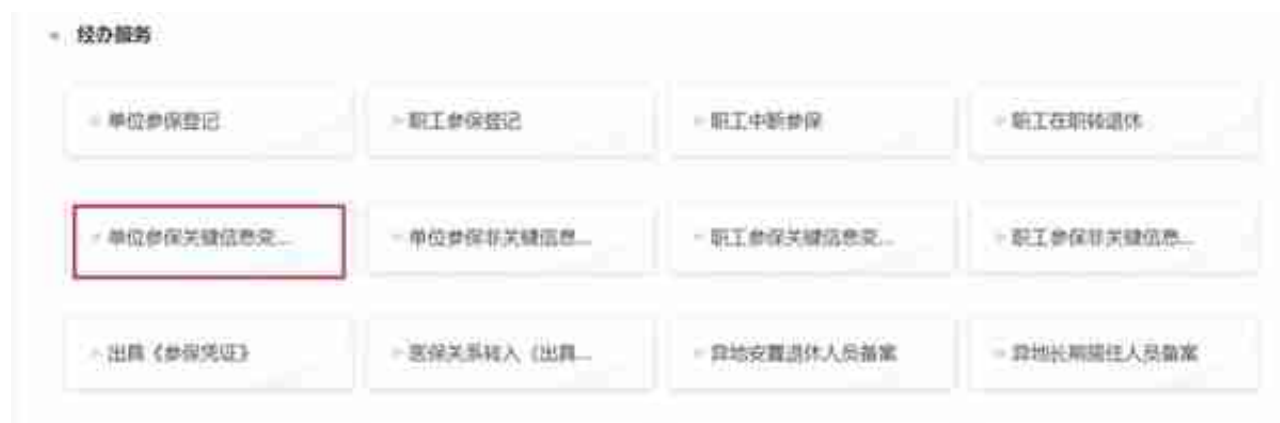 经办服务
单位参保登记
职工参保登记
职工中断参保
职工在职转退休
单位参保关键信息变...
单位参保非关键信息...
职工参保关键信息变...
职工参保非关键信息...
出具《参保凭证》
医保关系转入（出具...
异地安置退休人员备案
异地长期居住人员备案